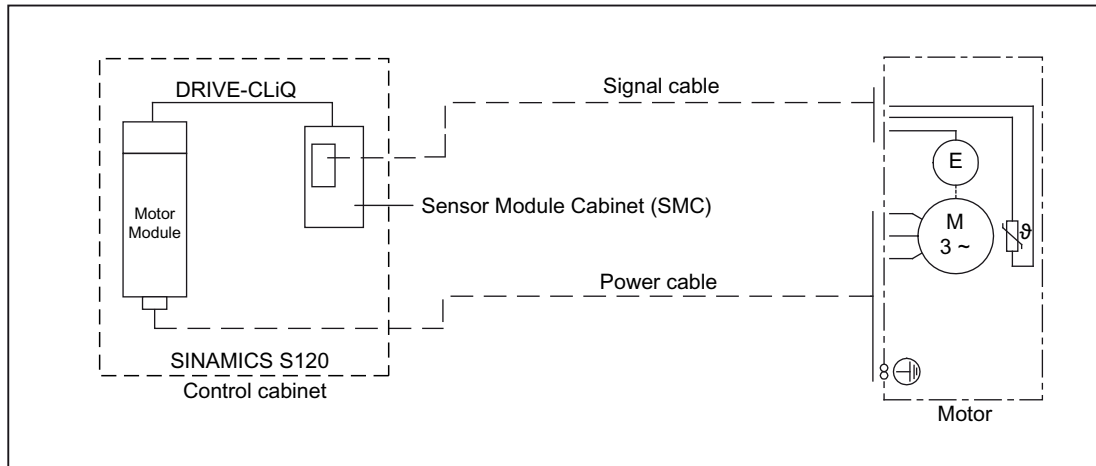 DRIVE-CLiQ
Signal cable
E
Motor
Module
Sensor Module Cabinet (SMC)
M
3 ~
ϑ
Power cable
SINAMICS S120
Control cabinet
Motor